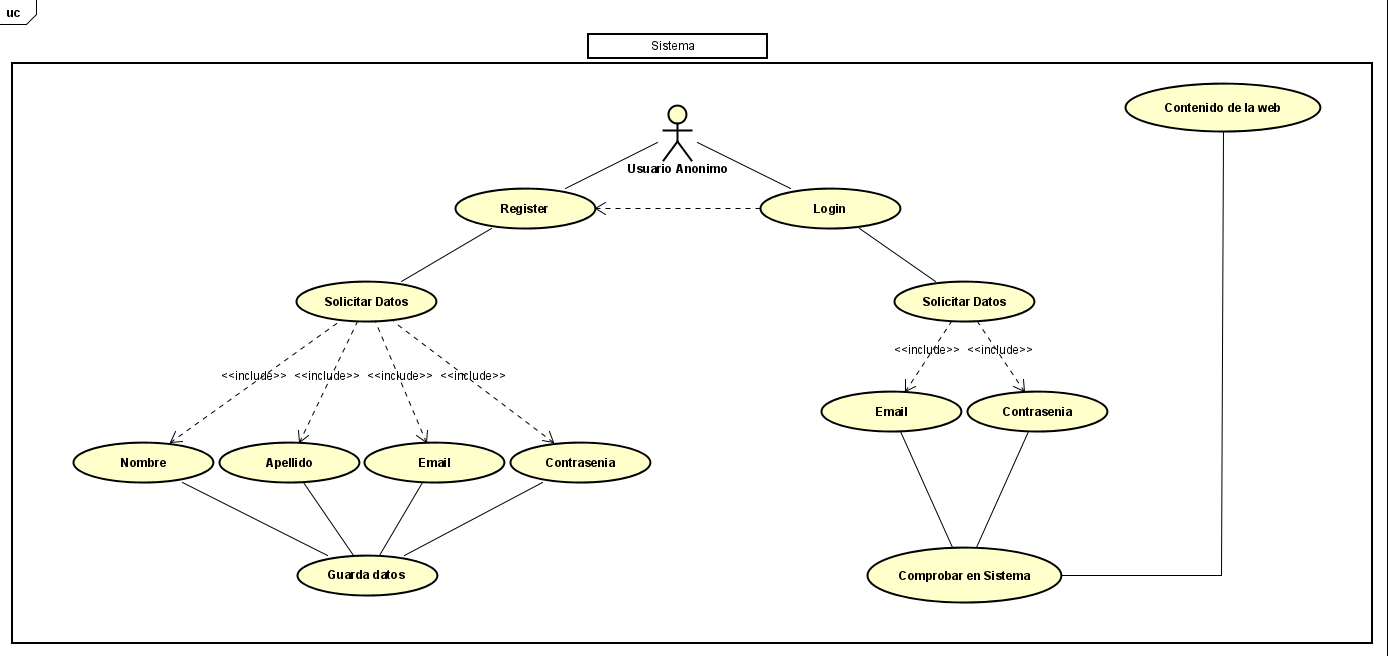 uc
Sistema
Contenido de la web
Usuario Anonimo
Register
Login
Solicitar Datos
Solicitar Datos
<<include>>
<<include>>
<<include>>
<<include>>
<<include>>
<<include>>
Email
Contrasenia
Nombre
Apellido
Email
Contrasenia
Guarda datos
Comprobar en Sistema